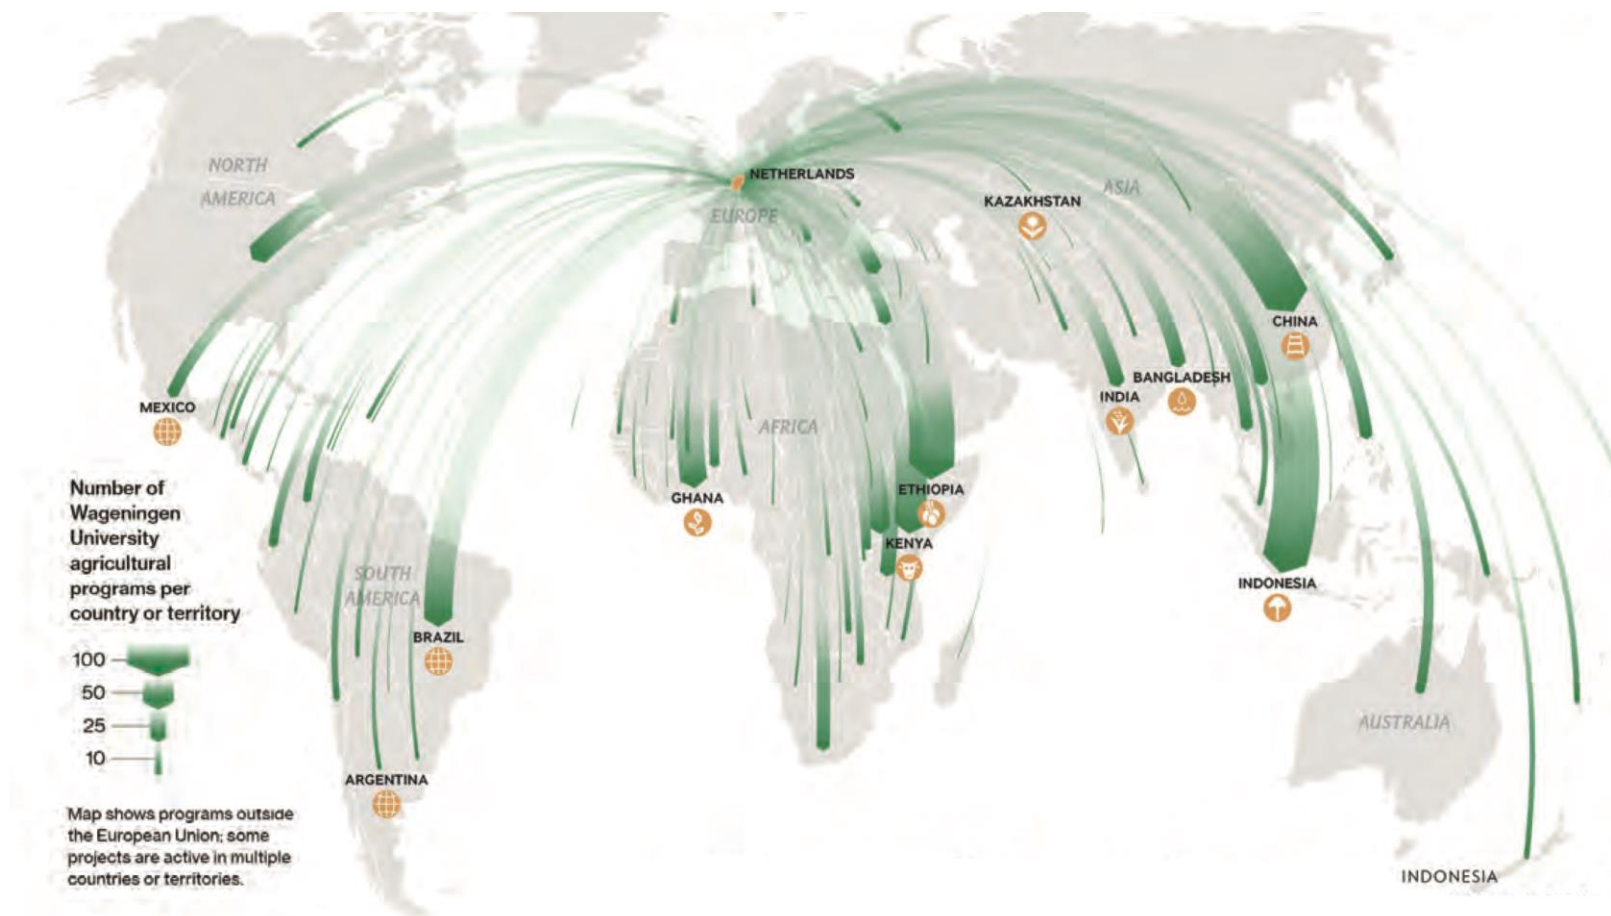 NORTH
AMERICA
NETHERLANDS
EUROPE
KAZAKHSTAN
ASIA
CHINA
BANGLADESH
INDIA
MEXICO
AFRICA
Number of
Wageningen
University
agricultural
programs per
country or territory
100
50
25
10
GHANA
ETHIOPIA
KENYA
SOUTH
AMERICA
BRAZIL
INDONESIA
AUSTRALIA
ARGENTINA
Map shows programs outside
the European Union; some
projects are active in multiple
countries or territories.
INDONESIA